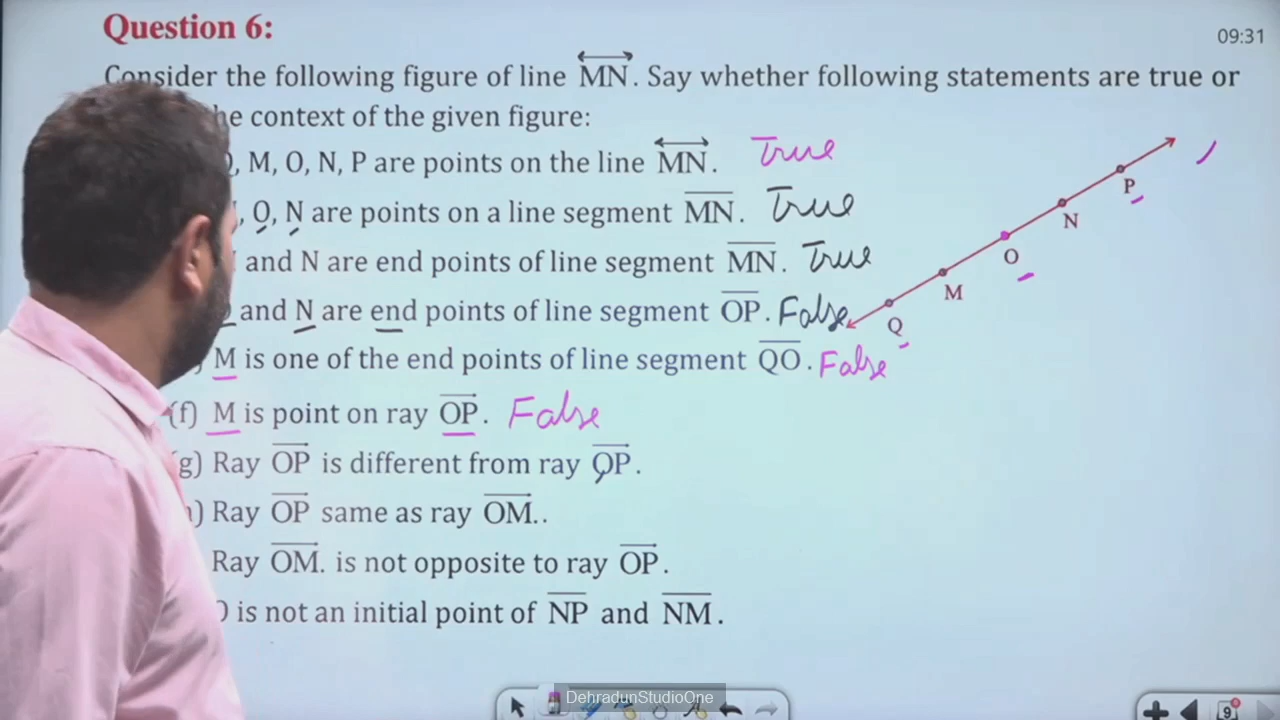 Question 6:
09:31
Consider the following figure of line MN. Say whether following statements are true or
the context of the given figure:
Q, M, O, N, P are points on the line MN. True
, O, N are points on a line segment MN. True
and N are end points of line segment MN. True
and N are end points of line segment OP. False
M is one of the end points of line segment QO. False
(f) M is point on ray OP. False
(g) Ray OP is different from ray QP.
) Ray OP same as ray OM..
Ray OM. is not opposite to ray OP.
O is not an initial point of NP and NM.
P
N
O
M
Q
DehradunStudioOne
9